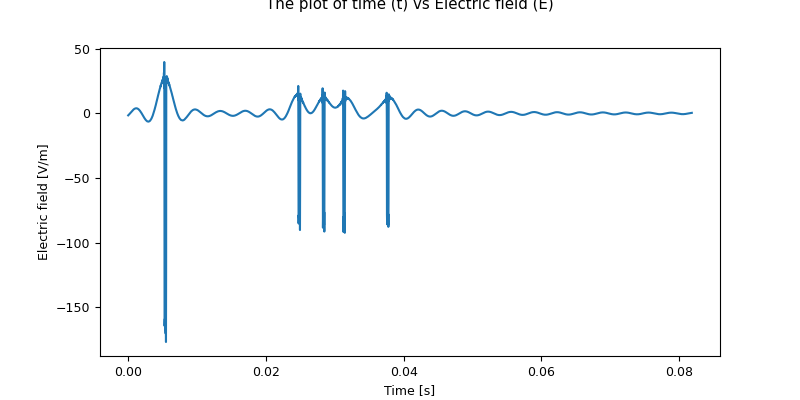 The plot of time (t) vs Electric field (E)
50
0
−50
−100
−150
Electric field [V/m]
0.00 0.02 0.04 0.06 0.08
Time [s]